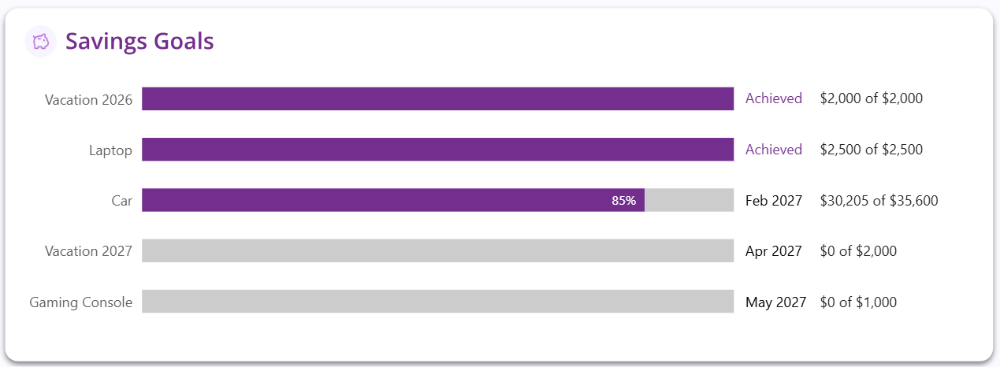 Savings Goals
Vacation 2026 Achieved $2,000 of $2,000
Laptop Achieved $2,500 of $2,500
Car 85% Feb 2027 $30,205 of $35,600
Vacation 2027 Apr 2027 $0 of $2,000
Gaming Console May 2027 $0 of $1,000